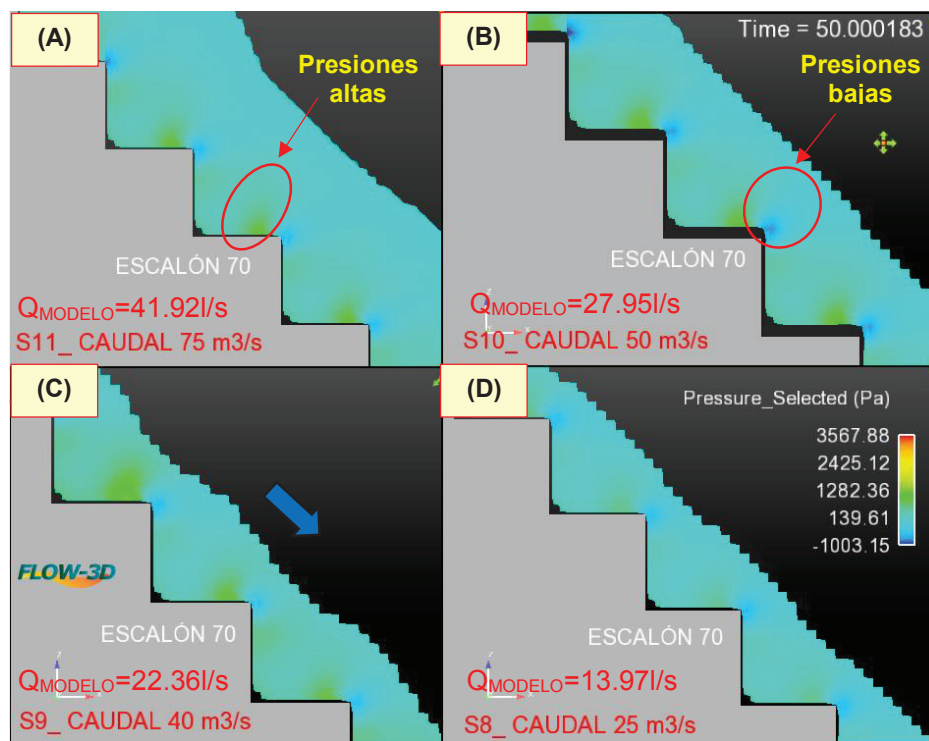 (A)
Presiones
altas
ESCALÓN 70
QMODELO=41.92l/s
S11_ CAUDAL 75 m3/s
(B)
Time = 50.000183
Presiones
bajas
ESCALÓN 70
QMODELO=27.95l/s
S10_ CAUDAL 50 m3/s
(C)
FLOW-3D
ESCALÓN 70
QMODELO=22.36l/s
S9_ CAUDAL 40 m3/s
(D)
Pressure_Selected (Pa)
3567.88
2425.12
1282.36
139.61
-1003.15
ESCALÓN 70
QMODELO=13.97l/s
S8_ CAUDAL 25 m3/s